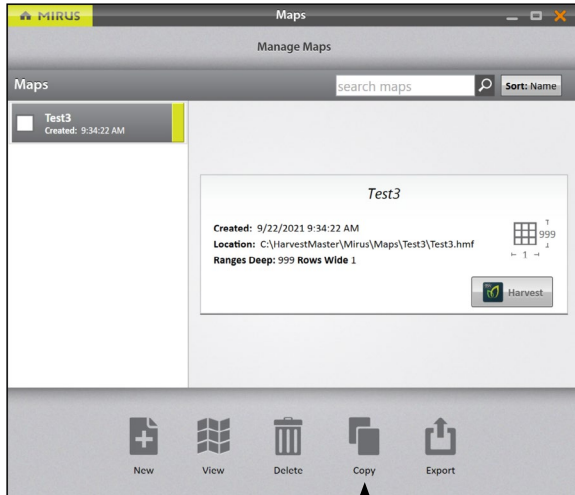 MIRUS
Maps
Manage Maps
Maps
search maps
Sort: Name
Test3
Created: 9:34:22 AM
Test3
Created: 9/22/2021 9:34:22 AM
Location: C:\HarvestMaster\Mirus\Maps\Test3\Test3.hmf
Ranges Deep: 999 Rows Wide 1
999
1
Harvest
New View Delete Copy Export